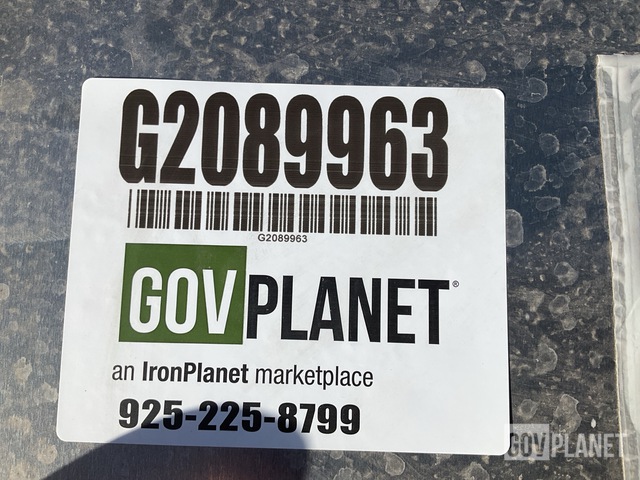 G2089963
G2089963
GOVPLANET®
an IronPlanet marketplace
925-225-8799
GOVPLANET